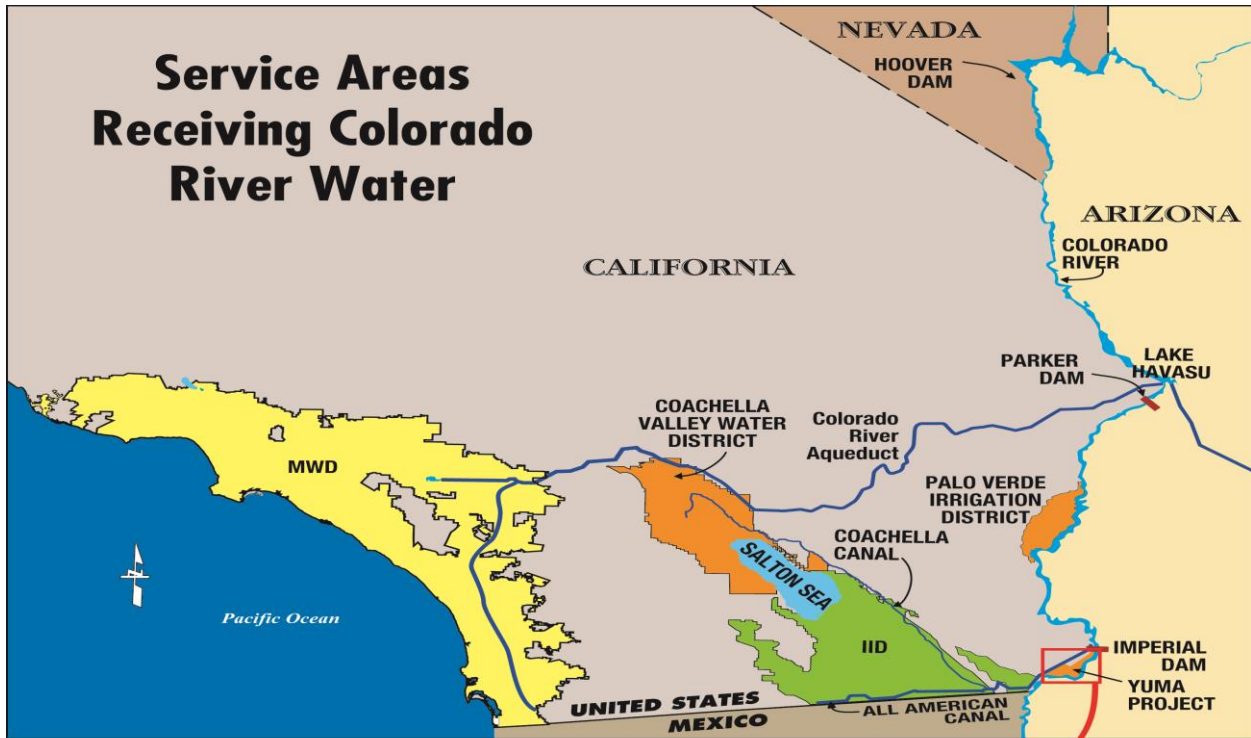 Service Areas
Receiving Colorado
River Water
NEVADA
HOOVER
DAM
ARIZONA
COLORADO
RIVER
CALIFORNIA
PARKER
DAM
LAKE
HAVASU
COACHELLA
VALLEY WATER
DISTRICT
Colorado
River
Aqueduct
MWD
PALO VERDE
IRRIGATION
DISTRICT
COACHELLA
CANAL
SALTON SEA
Pacific Ocean
IID
IMPERIAL
DAM
YUMA
PROJECT
UNITED STATES
MEXICO
ALL AMERICAN
CANAL